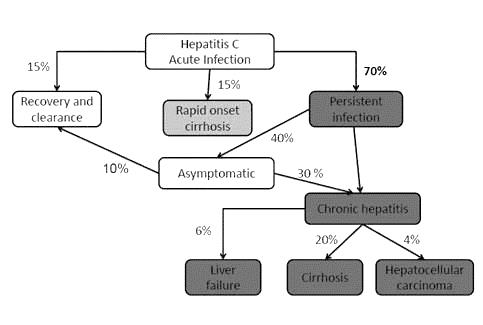 Hepatitis C
Acute Infection
15%
15%
70%
Recovery and
clearance
Rapid onset
cirrhosis
Persistent
infection
40%
10%
Asymptomatic
30 %
Chronic hepatitis
6%
20%
4%
Liver
failure
Cirrhosis
Hepatocellular
carcinoma